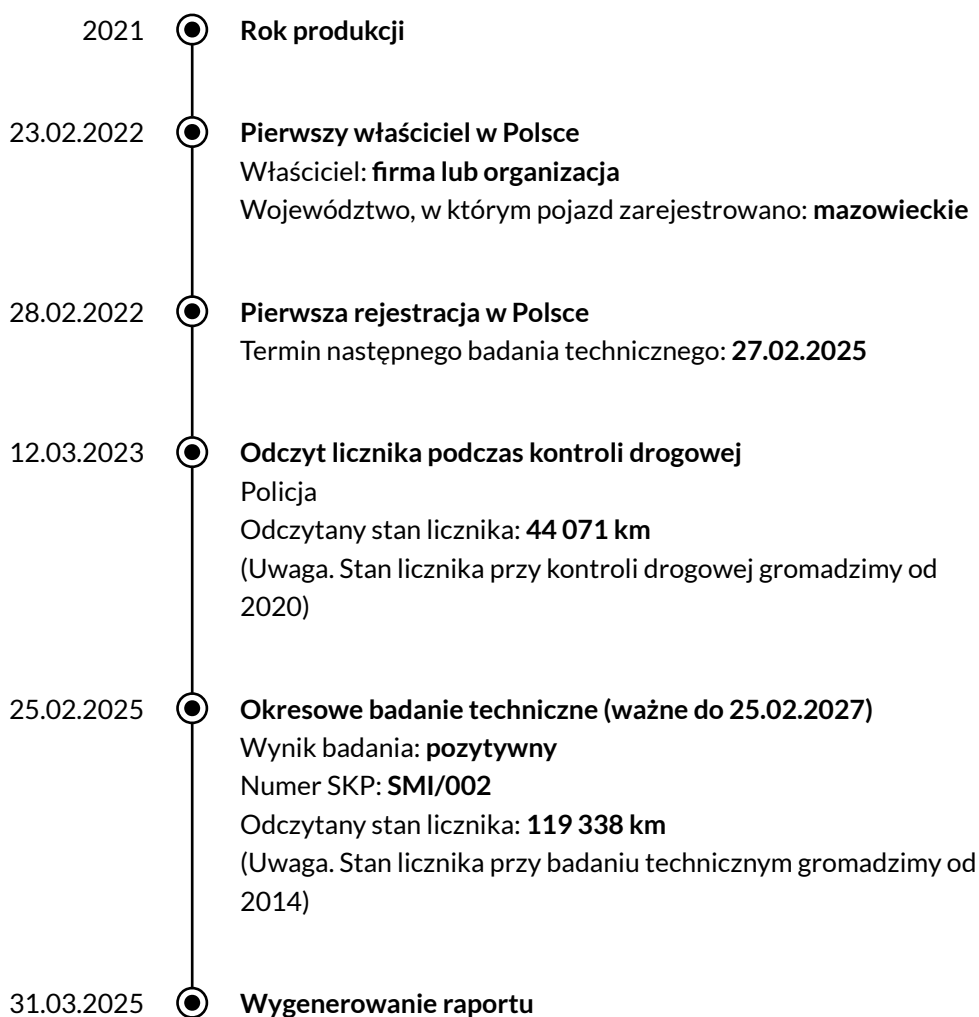 2021 Rok produkcji
23.02.2022 Pierwszy właściciel w Polsce
Właściciel: firma lub organizacja
Województwo, w którym pojazd zarejestrowano: mazowieckie
28.02.2022 Pierwsza rejestracja w Polsce
Termin następnego badania technicznego: 27.02.2025
12.03.2023 Odczyt licznika podczas kontroli drogowej
Policja
Odczytany stan licznika: 44 071 km
(Uwaga. Stan licznika przy kontroli drogowej gromadzimy od
2020)
25.02.2025 Okresowe badanie techniczne (ważne do 25.02.2027)
Wynik badania: pozytywny
Numer SKP: SMI/002
Odczytany stan licznika: 119 338 km
(Uwaga. Stan licznika przy badaniu technicznym gromadzimy od
2014)
31.03.2025 Wygenerowanie raportu